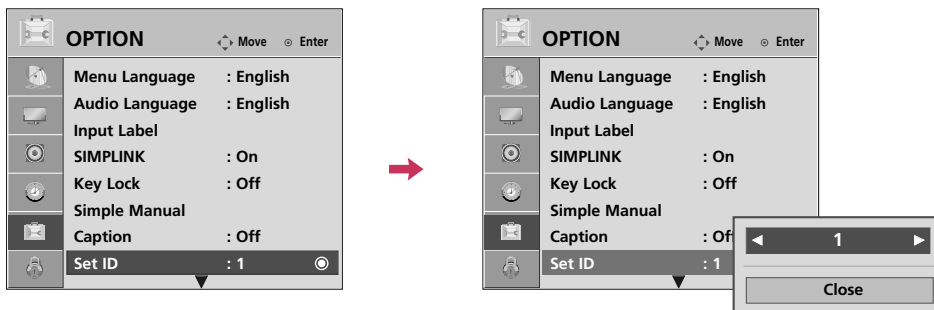 OPTION Move Enter
Menu Language : English
Audio Language : English
Input Label
SIMPLINK : On
Key Lock : Off
Simple Manual
Caption : Off
Set ID : 1
OPTION Move Enter
Menu Language : English
Audio Language : English
Input Label
SIMPLINK : On
Key Lock : Off
Simple Manual
Caption : Of
Set ID : 1
1
Close